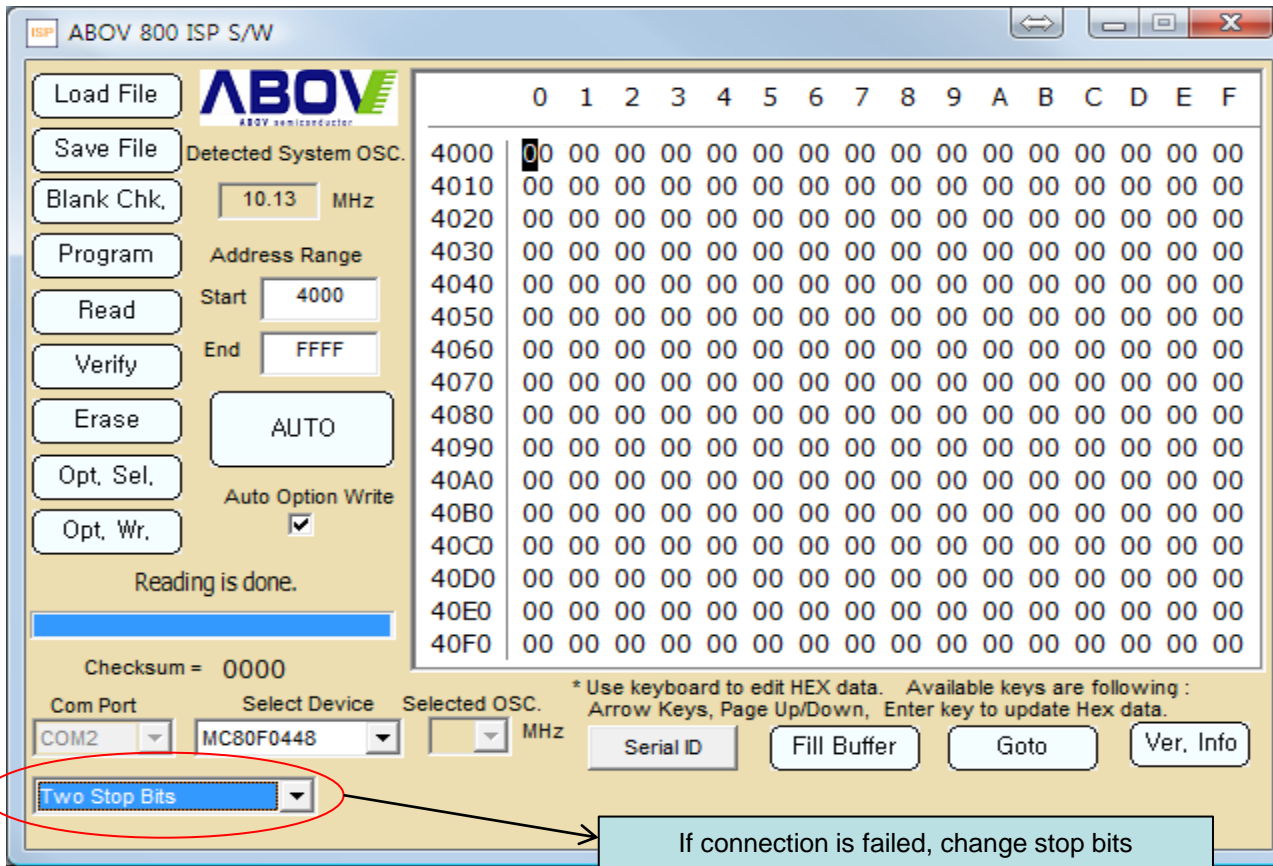 ISP ABOV 800 ISP S/W
Load File
Save File
Blank Chk,
Program
Read
Verify
Erase
Opt, Sel,
Opt, Wr,
ABOV
ABOV semiconductor
Detected System OSC.
10.13 MHz
Address Range
Start 4000
End FFFF
AUTO
Auto Option Write
Reading is done.
Checksum = 0000
0 1 2 3 4 5 6 7 8 9 A B C D E F
4000 00 00 00 00 00 00 00 00 00 00 00 00 00 00 00 00
4010 00 00 00 00 00 00 00 00 00 00 00 00 00 00 00 00
4020 00 00 00 00 00 00 00 00 00 00 00 00 00 00 00 00
4030 00 00 00 00 00 00 00 00 00 00 00 00 00 00 00 00
4040 00 00 00 00 00 00 00 00 00 00 00 00 00 00 00 00
4050 00 00 00 00 00 00 00 00 00 00 00 00 00 00 00 00
4060 00 00 00 00 00 00 00 00 00 00 00 00 00 00 00 00
4070 00 00 00 00 00 00 00 00 00 00 00 00 00 00 00 00
4080 00 00 00 00 00 00 00 00 00 00 00 00 00 00 00 00
4090 00 00 00 00 00 00 00 00 00 00 00 00 00 00 00 00
40A0 00 00 00 00 00 00 00 00 00 00 00 00 00 00 00 00
40B0 00 00 00 00 00 00 00 00 00 00 00 00 00 00 00 00
40C0 00 00 00 00 00 00 00 00 00 00 00 00 00 00 00 00
40D0 00 00 00 00 00 00 00 00 00 00 00 00 00 00 00 00
40E0 00 00 00 00 00 00 00 00 00 00 00 00 00 00 00 00
40F0 00 00 00 00 00 00 00 00 00 00 00 00 00 00 00 00
* Use keyboard to edit HEX data. Available keys are following :
Arrow Keys, Page Up/Down, Enter key to update Hex data.
Com Port Select Device Selected OSC.
COM2 MC80F0448 MHz
Serial ID Fill Buffer Goto Ver, Info
Two Stop Bits
If connection is failed, change stop bits